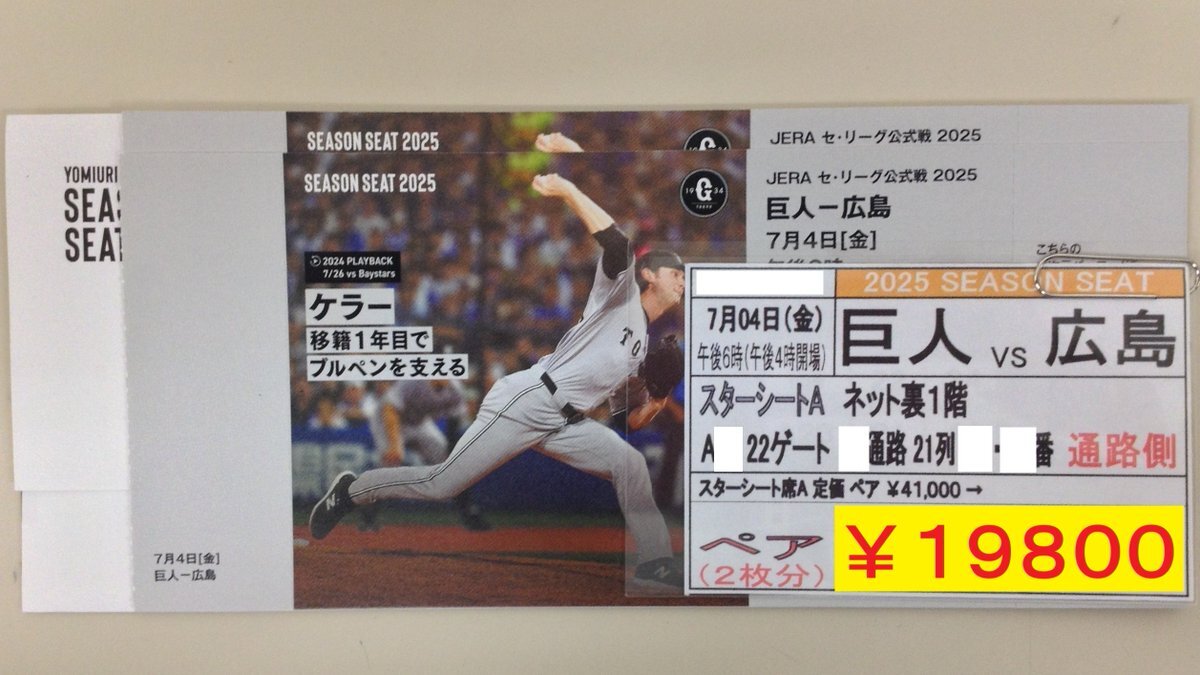 YOMIURI
SEAS
SEAT
SEASON SEAT 2025
JERA セ・リーグ公式戦 2025
SEASON SEAT 2025
19 G 34
JERA セ・リーグ公式戦 2025
巨人－広島
7月4日[金]
こちらの
2024 PLAYBACK
7/26 vs Baystars
ケラー
移籍1年目で
ブルペンを支える
TO
7月4日[金]
巨人－広島
2025 SEASON SEAT
7月04日(金)
午後6時(午後4時開場)
巨人 VS 広島
スターシートA ネット裏1階
A 22ゲート 通路 21列 ・ 番 通路側
スターシート席A 定価 ペア ¥41,000→
ペア
(2枚分)
¥19800